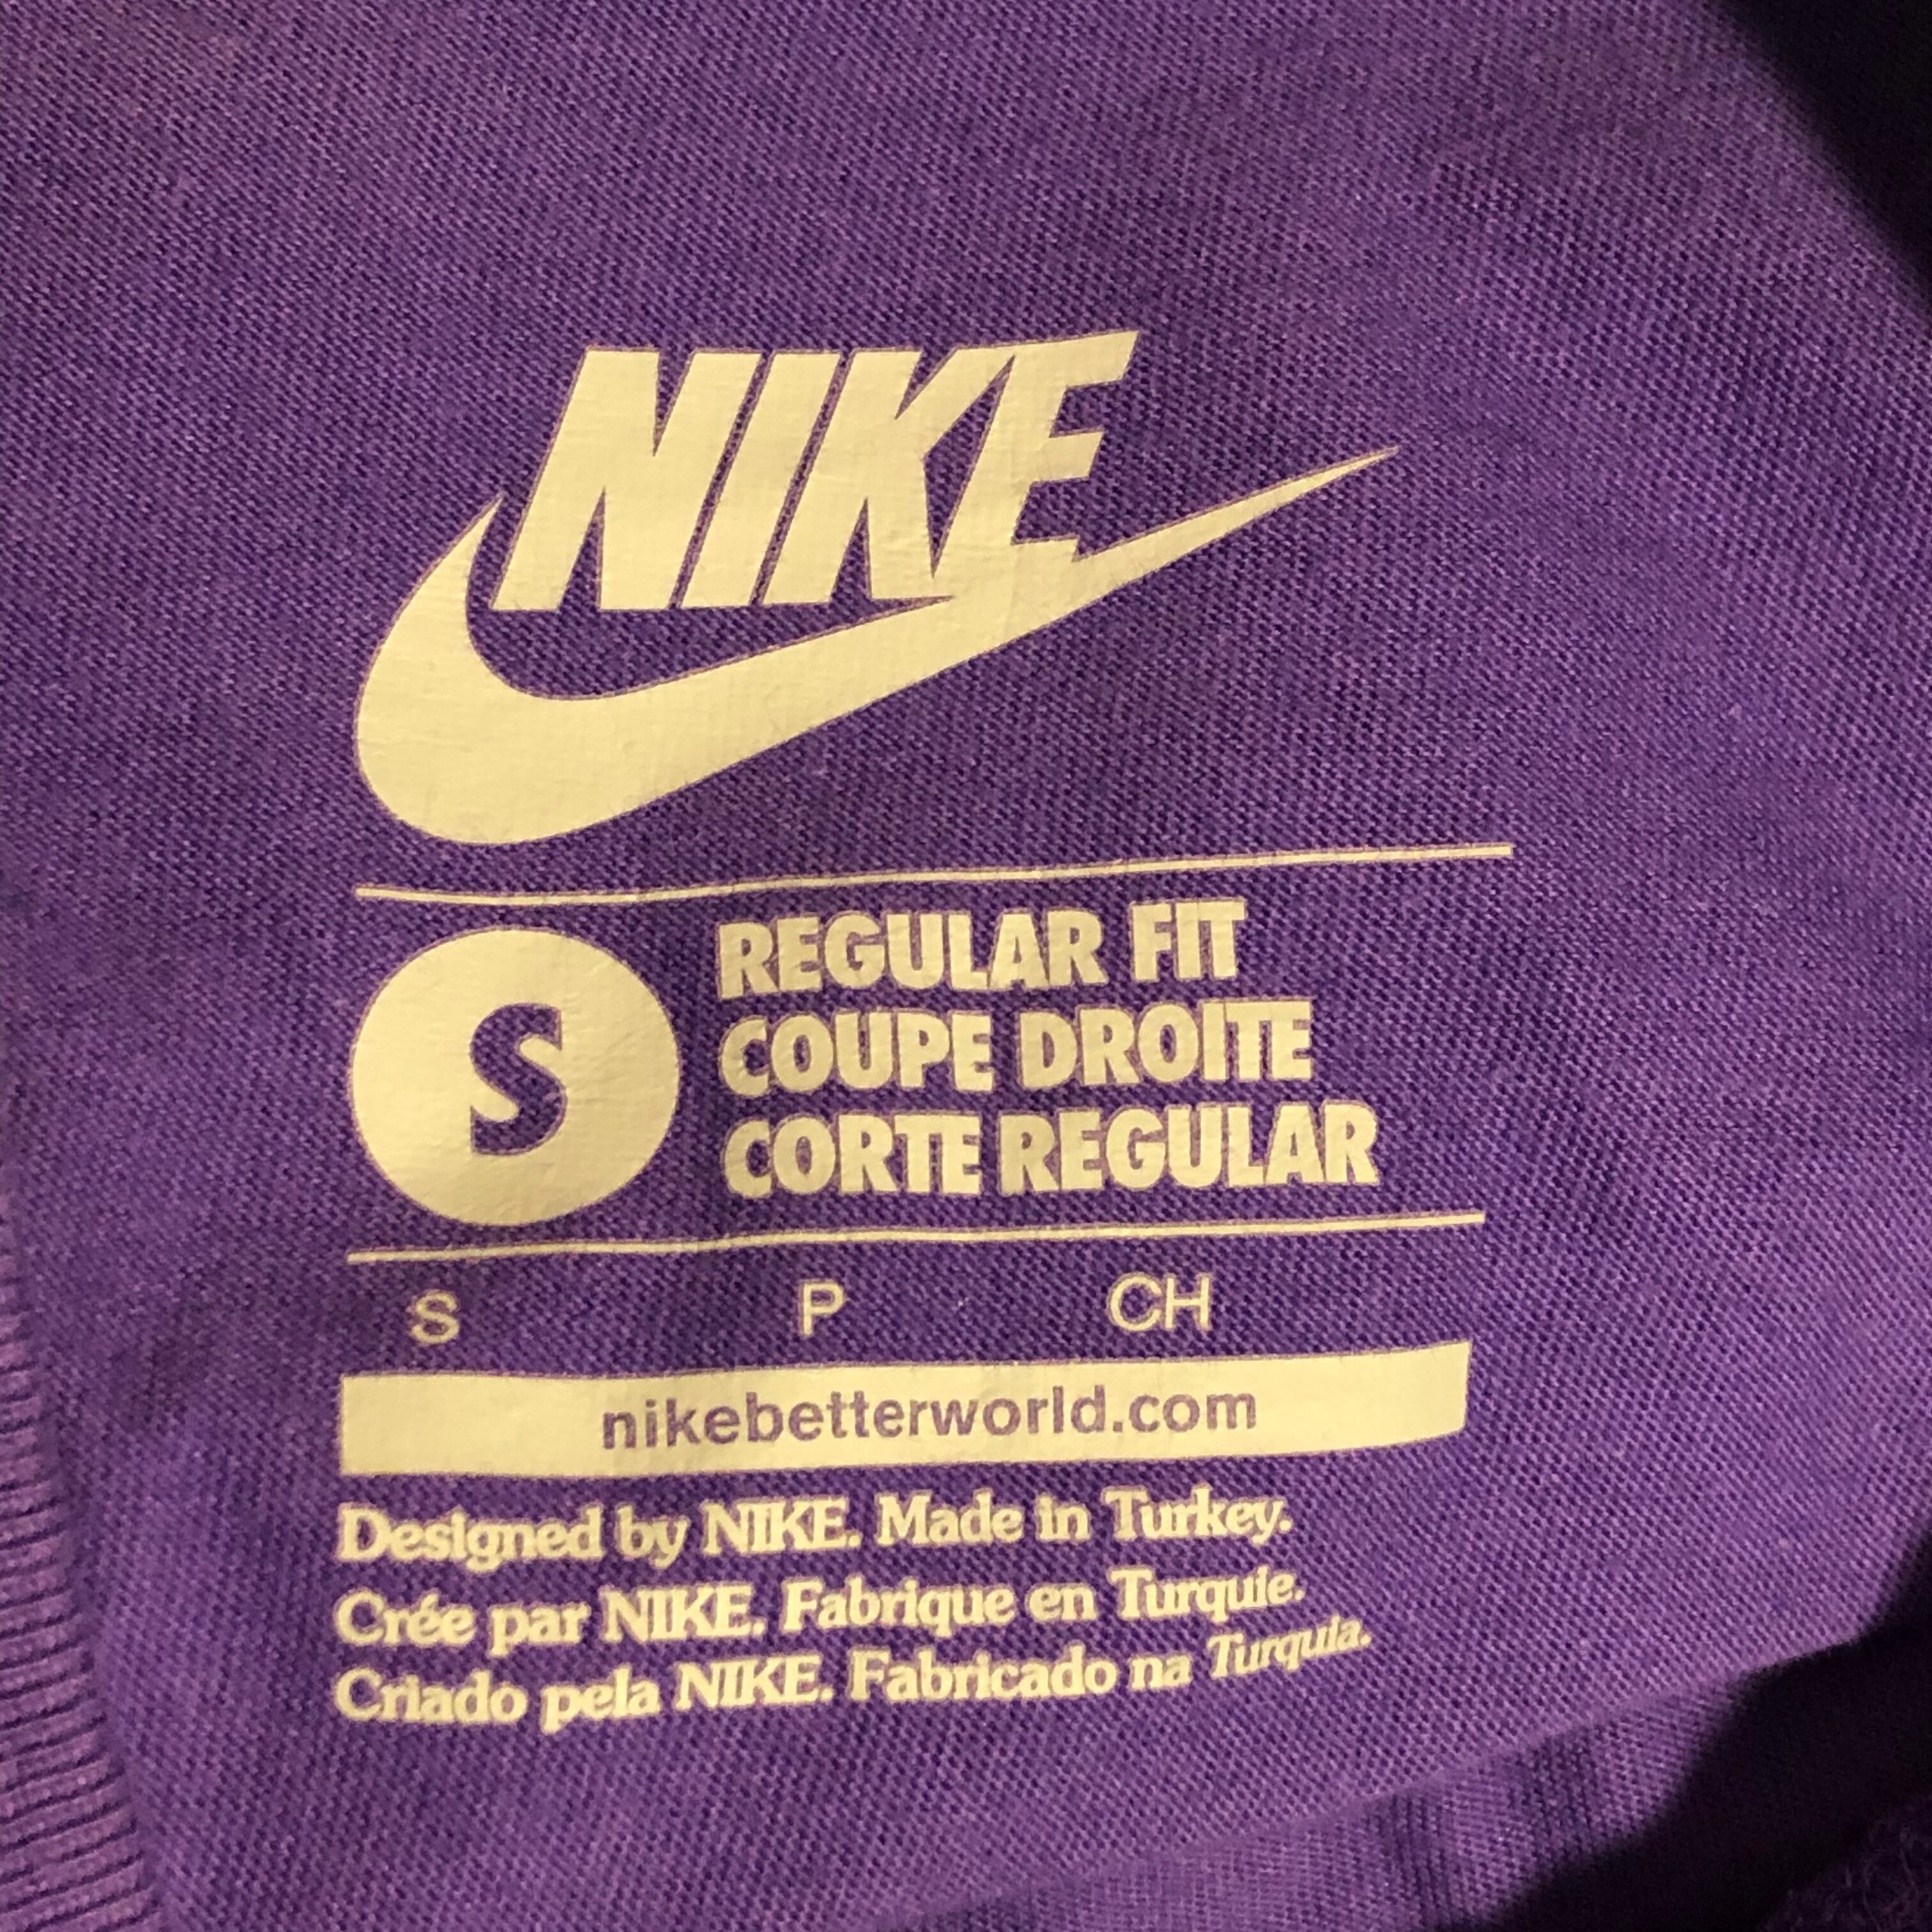 NIKE
S
REGULAR FIT
COUPE DROITE
CORTE REGULAR
S P CH
nikebetterworld.com
Designed by NIKE. Made in Turkey.
Crée par NIKE. Fabrique en Turquie.
Criado pela NIKE. Fabricado na Turquia.